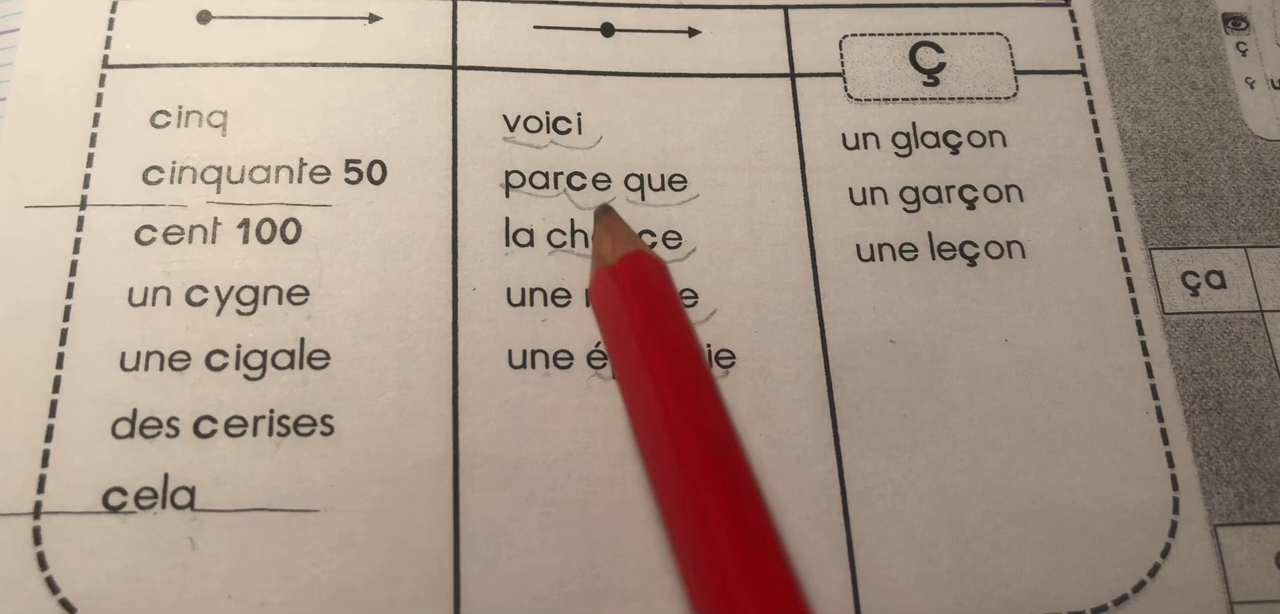 cinq
cinquante 50
cent 100
un cygne
une cigale
des cerises
cela
voici
parce que
la
une
une
ç
un glaçon
un garçon
une leçon
ça
ç
ç